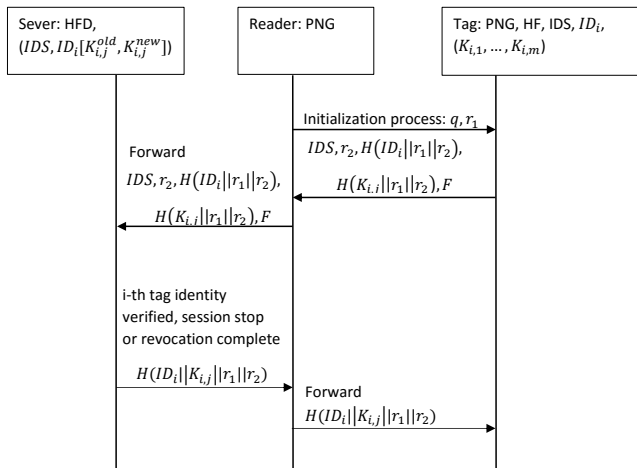 Sever: HFD,
(IDS, ID_i[K_{i,j}^{old}, K_{i,j}^{new}])
Reader: PNG
Tag: PNG, HF, IDS, ID_i,
(K_{i,1}, ..., K_{i,m})
Initialization process: q, r_1
IDS, r_2, H(ID_i||r_1||r_2),
H(K_{i.j}||r_1||r_2), F
Forward
IDS, r_2, H(ID_i||r_1||r_2),
H(K_{i.j}||r_1||r_2), F
i-th tag identity
verified, session stop
or revocation complete
H(ID_i||K_{i,j}||r_1||r_2)
Forward
H(ID_i||K_{i,j}||r_1||r_2)